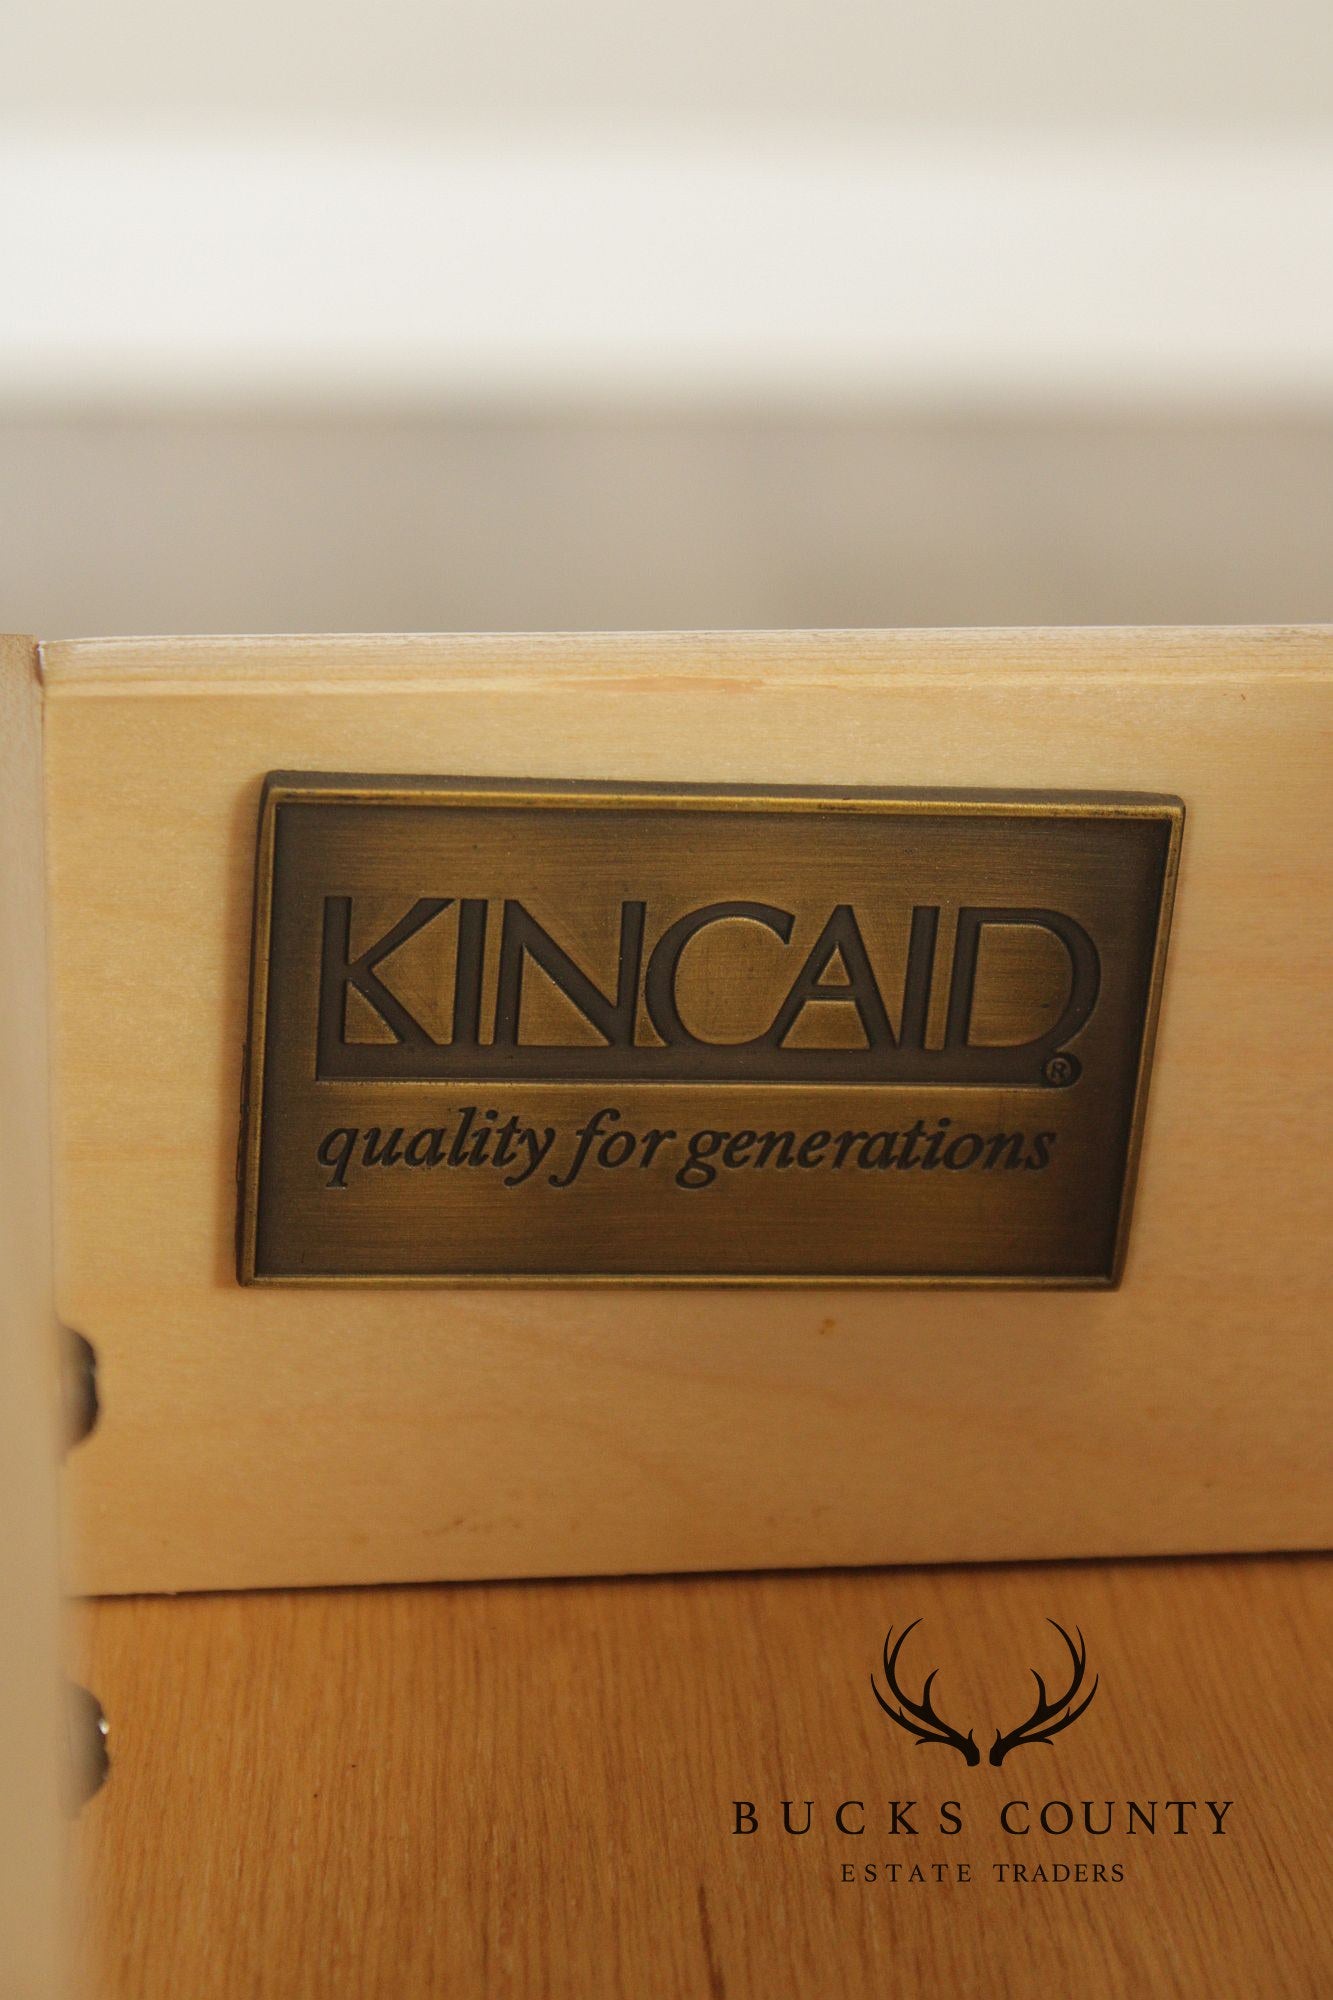 KINCAID®
quality for generations
BUCKS COUNTY
ESTATE TRADERS